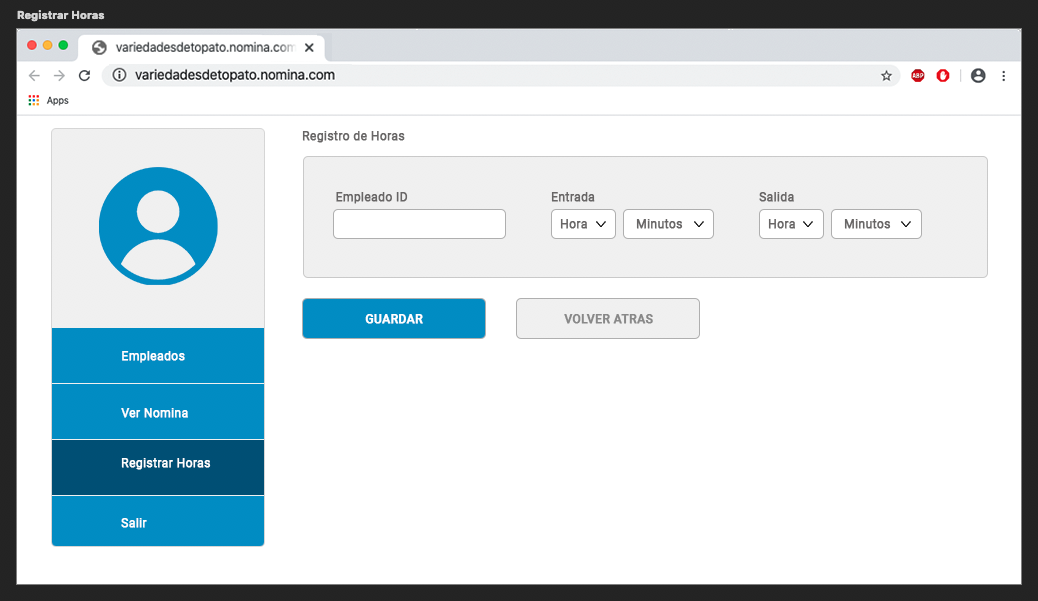 Registrar Horas
variedadesdetopato.nomina.com
variedadesdetopato.nomina.com
ABP
Apps
Registro de Horas
Empleado ID
Entrada
Salida
Hora
Minutos
Hora
Minutos
GUARDAR
VOLVER ATRAS
Empleados
Ver Nomina
Registrar Horas
Salir